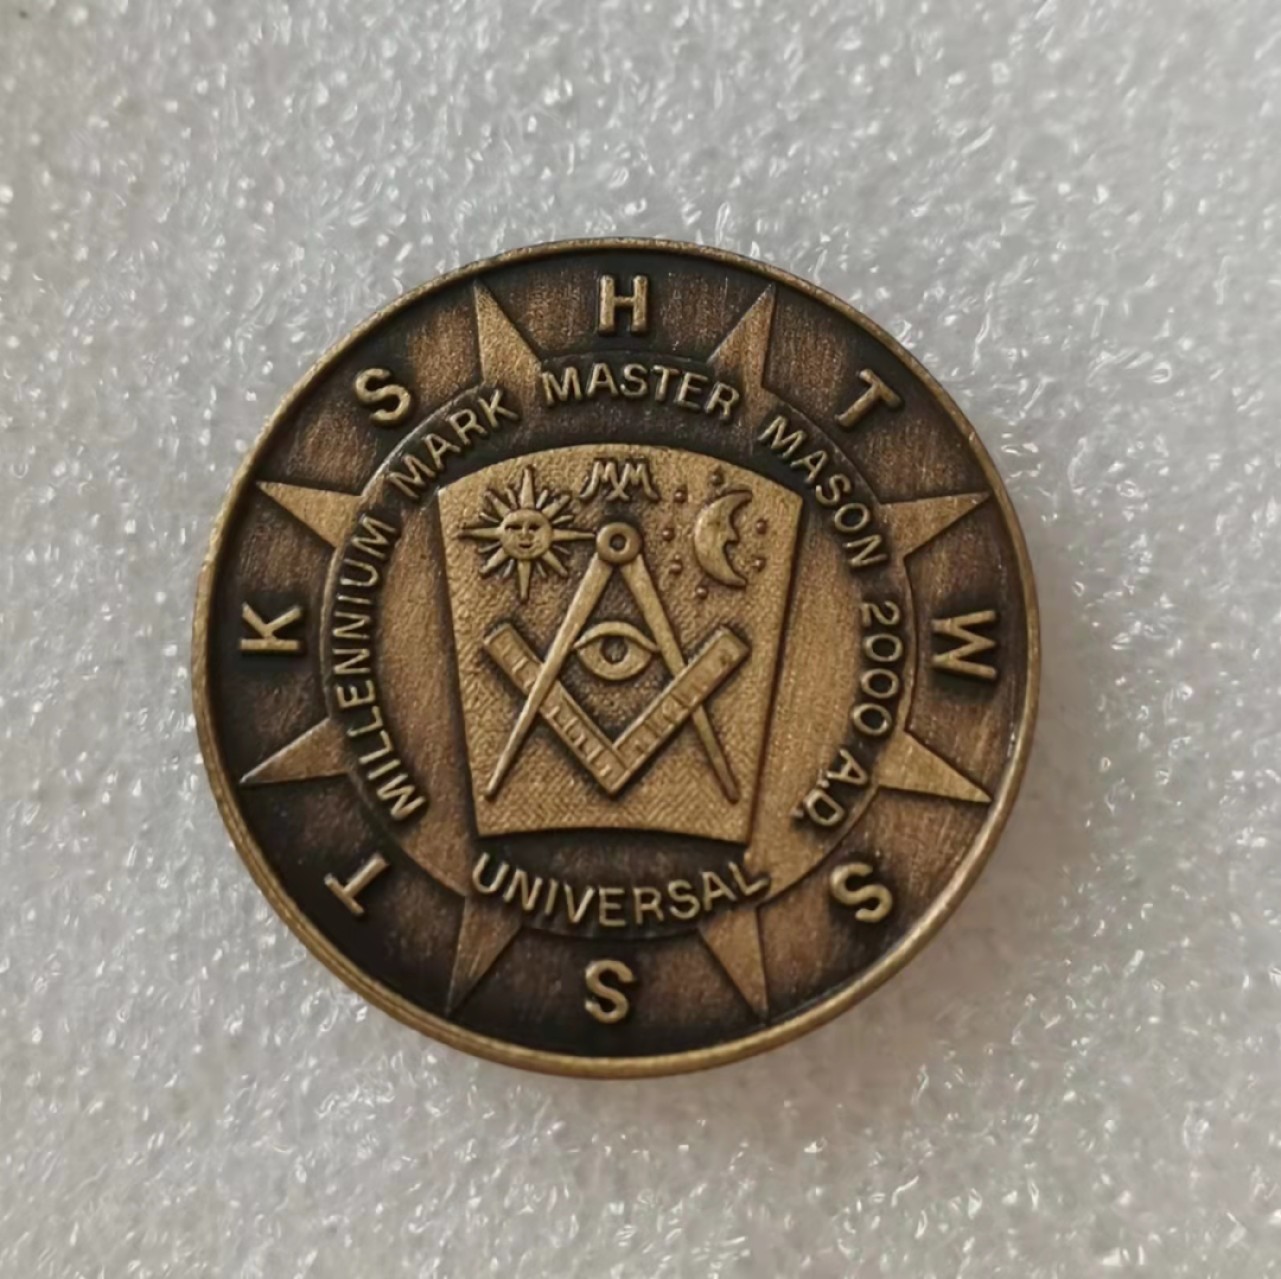 H T W S S T K S
MILLENNIUM MARK MASTER MASON 2000 A.D.
UNIVERSAL
MM